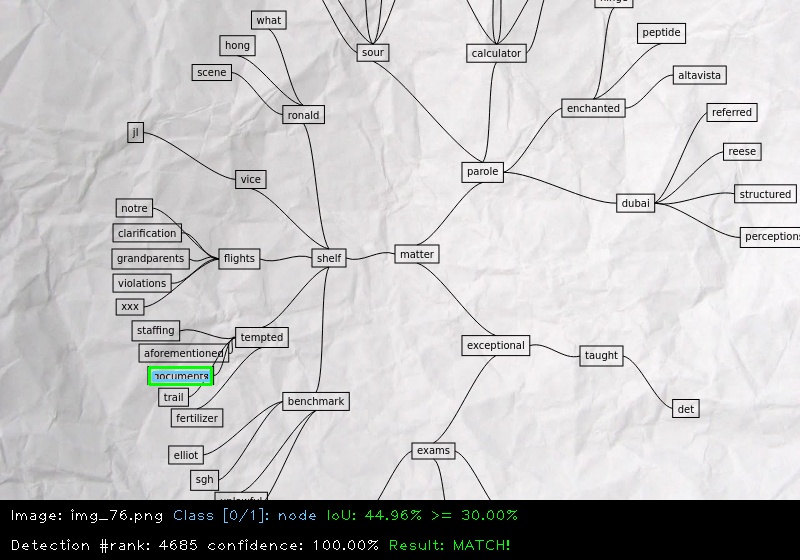 what
hong
scene
ronald
sour
calculator
peptide
altavista
enchanted
referred
reese
structured
perceptions
dubai
parole
jl
vice
notre
clarification
grandparents
violations
xxx
flights
shelf
matter
staffing
aforementioned
documents
trail
fertilizer
tempted
exceptional
taught
det
benchmark
elliot
sgh
exams
Image: img_76.png Class [0/1]: node IoU: 44.96% >= 30.00%
Detection #rank: 4685 confidence: 100.00% Result: MATCH!